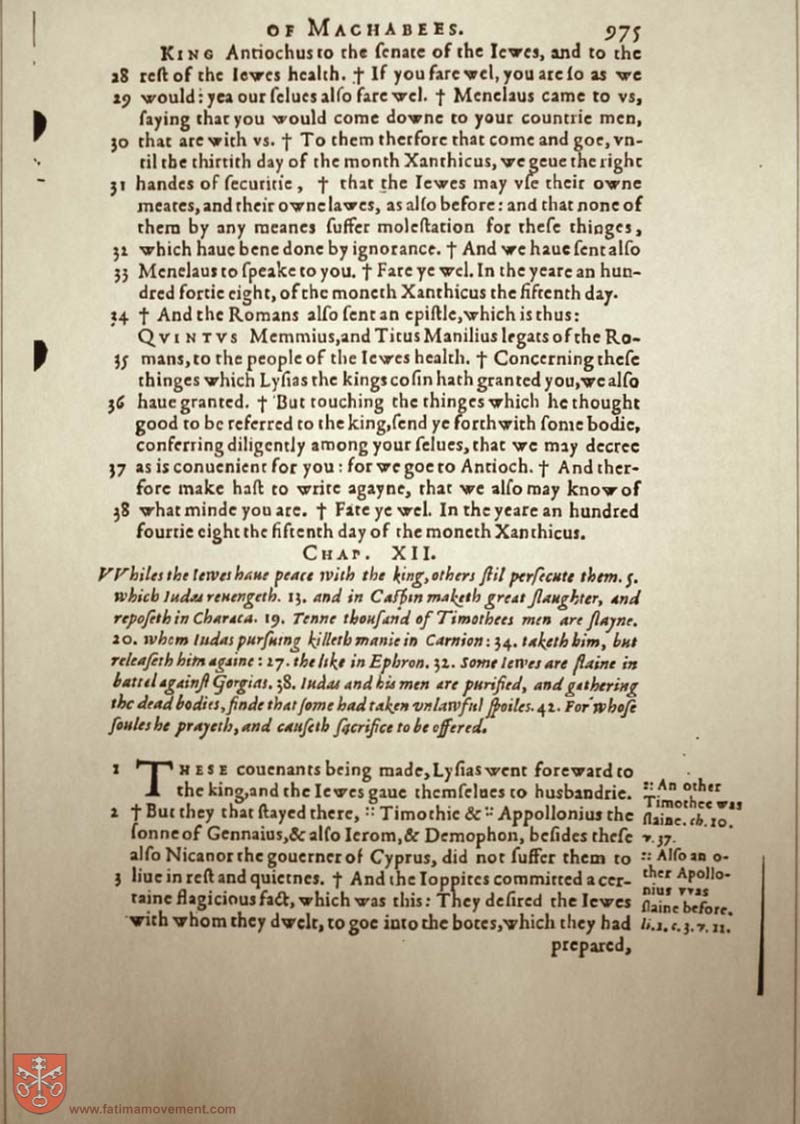 OF MACHABEES. 975
KING Antiochus to the ſenate of the Iewes, and to the
28 reſt of the Iewes health. † If you fare wel, you are ſo as we
29 would: yea our ſelues alſo fare wel. † Menelaus came to vs,
ſaying that you would come downe to your countrie men,
30 that are with vs. † To them therfore that come and goe, vn-
til the thirtith day of the month Xanthicus, we geue the right
31 handes of ſecuritie, † that the Iewes may vſe their owne
meates, and their owne lawes, as alſo before: and that none of
them by any meanes ſuffer moleſtation for theſe thinges,
32 which haue bene done by ignorance. † And we haue ſent alſo
33 Menelaus to ſpeake to you. † Fare ye wel. In the yeare an hun-
dred fortie eight, of the moneth Xanthicus the fiftenth day.
34 † And the Romans alſo ſent an epiſtle, which is thus:
QVINTVS Memmius, and Titus Manilius legats of the Ro-
35 mans, to the people of the Iewes health. † Concerning theſe
thinges which Lyſias the kings coſin hath granted you, we alſo
36 haue granted. † But touching the thinges which he thought
good to be referred to the king, ſend ye forthwith ſome bodie,
conferring diligently among your ſelues, that we may decree
37 as is conuenient for you: for we goe to Antioch. † And ther-
fore make haſt to write agayne, that we alſo may know of
38 what minde you are. † Fare ye wel. In the yeare an hundred
fourtie eight the fiftenth day of the moneth Xanthicus.
CHAP. XII.
VVhiles the Iewes haue peace with the king, others ſtil perſecute them. 5.
which Iudas reuengeth. 13. and in Caſpin maketh great ſlaughter, and
repoſeth in Characa. 19. Tenne thouſand of Timothees men are ſlayne.
20. whom Iudas purſuing killeth manie in Carnion: 34. taketh him, but
releaſeth him againe: 27. the like in Ephron. 32. Some Iewes are ſlaine in
battel againſt Gorgias. 38. Iudas and his men are purified, and gathering
the dead bodies, finde that ſome had taken vnlawful ſpoiles. 42. For whoſe
ſoules he prayeth, and cauſeth ſacrifice to be offered.
1 THESE couenants being made, Lyſias went foreward to
the king, and the Iewes gaue themſelues to husbandrie.
2 † But they that ſtayed there, :: Timothie & :: Appollonius the
ſonne of Gennaius, & alſo Ierom, & Demophon, beſides theſe
alſo Nicanor the gouerner of Cyprus, did not ſuffer them to
3 liue in reſt and quietnes. † And the Ioppites committed a cer-
taine flagicious fact, which was this: They deſired the Iewes
with whom they dwelt, to goe into the botes, which they had
prepared,
:: An other
Timothee was
ſlaine. ch. 10.
v. 37.
:: Alſo an o-
ther Apollo-
nius vvas
ſlaine before.
li. 1. c. 3. v. 11.
www.fatimamovement.com